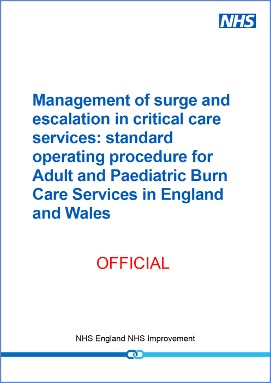 NHS
Management of surge and
escalation in critical care
services: standard
operating procedure for
Adult and Paediatric Burn
Care Services in England
and Wales
OFFICIAL
NHS England NHS Improvement